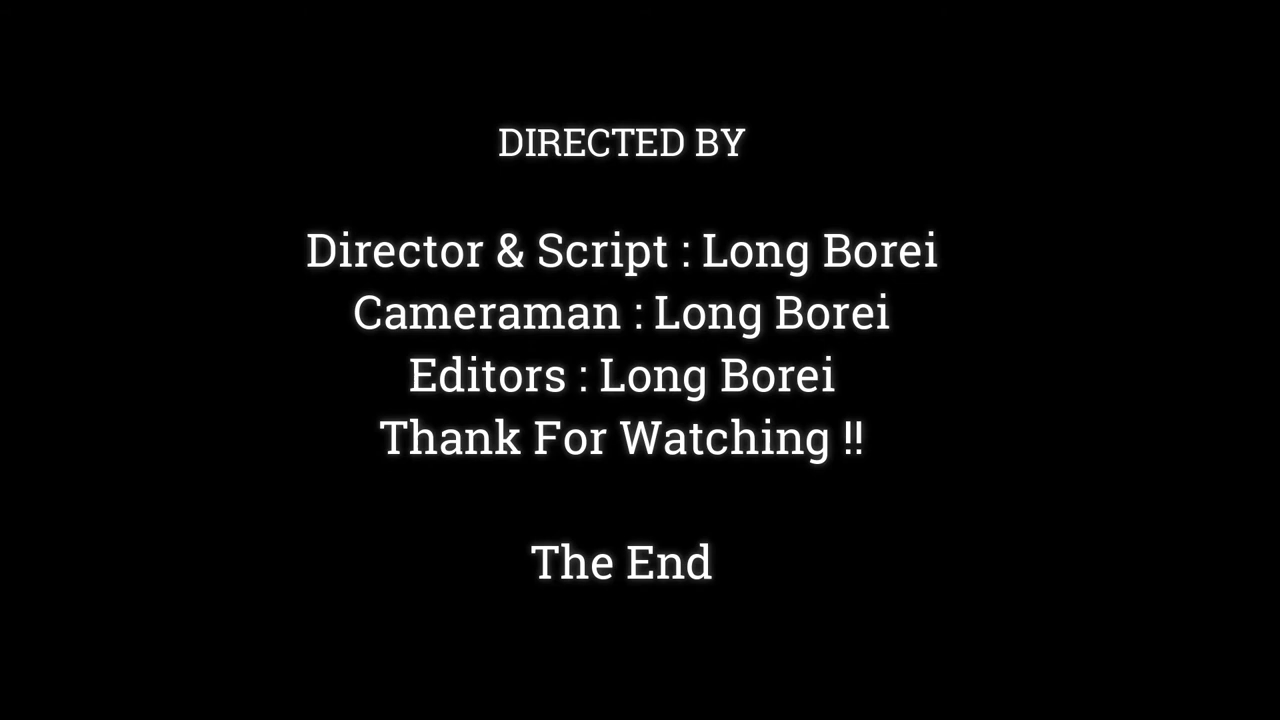 DIRECTED BY
Director & Script : Long Borei
Cameraman : Long Borei
Editors : Long Borei
Thank For Watching !!
The End